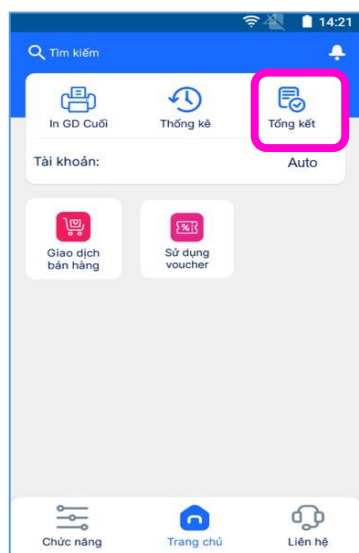 14:21
Tìm kiếm
In GD Cuối
Thống kê
Tổng kết
Tài khoản:
Auto
Giao dịch
bán hàng
Sử dụng
voucher
Chức năng
Trang chủ
Liên hệ